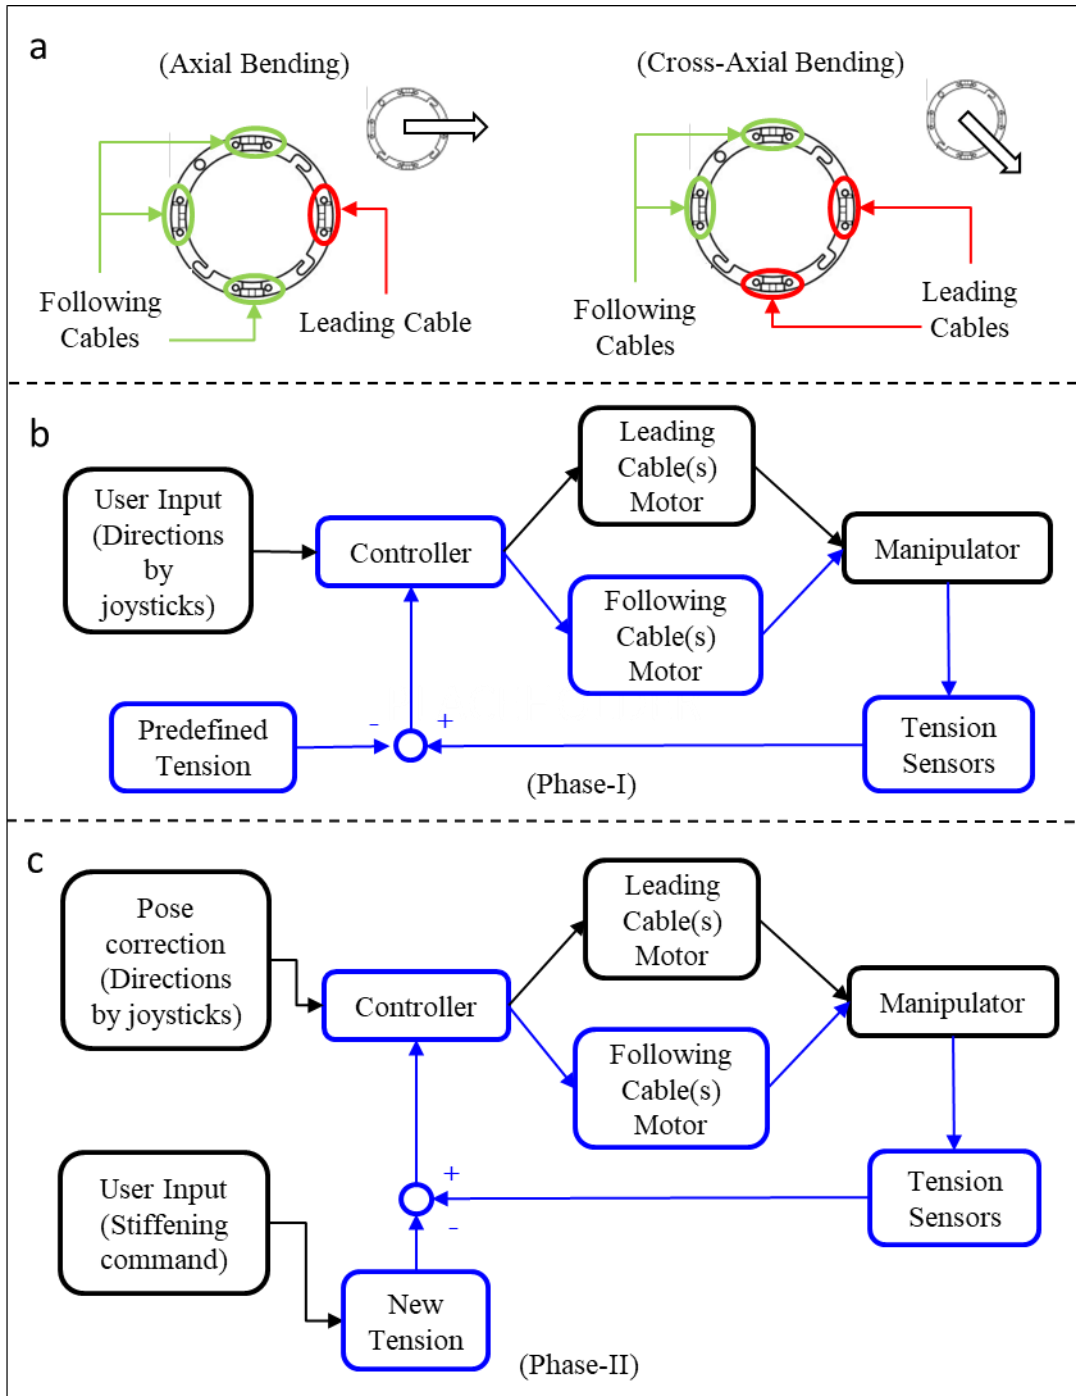 a
(Axial Bending)
(Cross-Axial Bending)
Following
Cables
Leading Cable
Following
Cables
Leading
Cables
b
User Input
(Directions
by
joysticks)
Controller
Leading
Cable(s)
Motor
Following
Cable(s)
Motor
Manipulator
Predefined
Tension
-
+
Tension
Sensors
(Phase-I)
c
Pose
correction
(Directions
by joysticks)
Controller
Leading
Cable(s)
Motor
Following
Cable(s)
Motor
Manipulator
User Input
(Stiffening
command)
+
-
New
Tension
Tension
Sensors
(Phase-II)